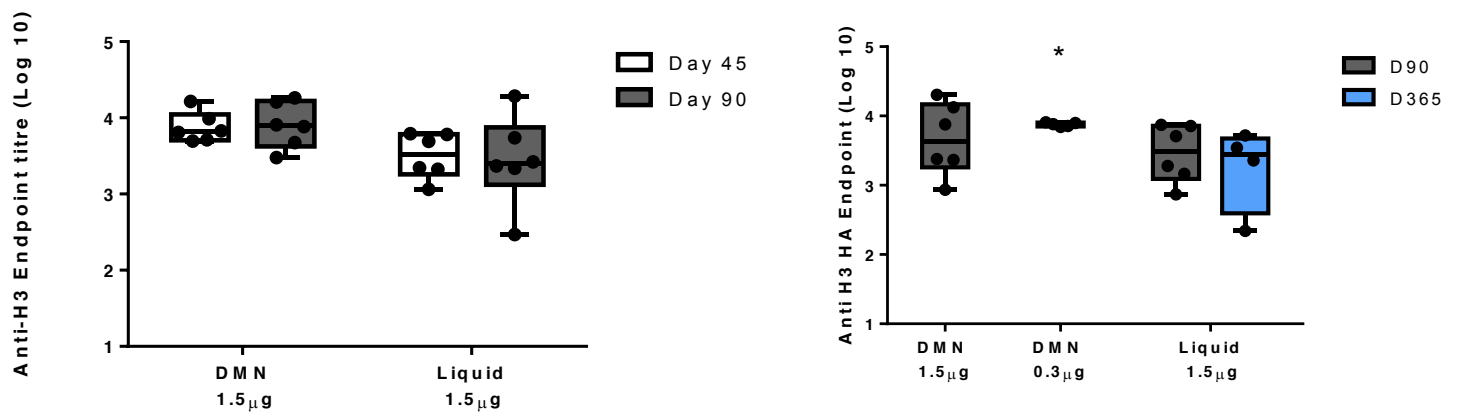 Anti-H3 Endpoint titre (Log 10)
5
4
3
2
1
DMN
1.5μg
Liquid
1.5μg
Day 45
Day 90
Anti H3 HA Endpoint (Log 10)
5
4
3
2
1
*
DMN
1.5μg
DMN
0.3μg
Liquid
1.5μg
D90
D365